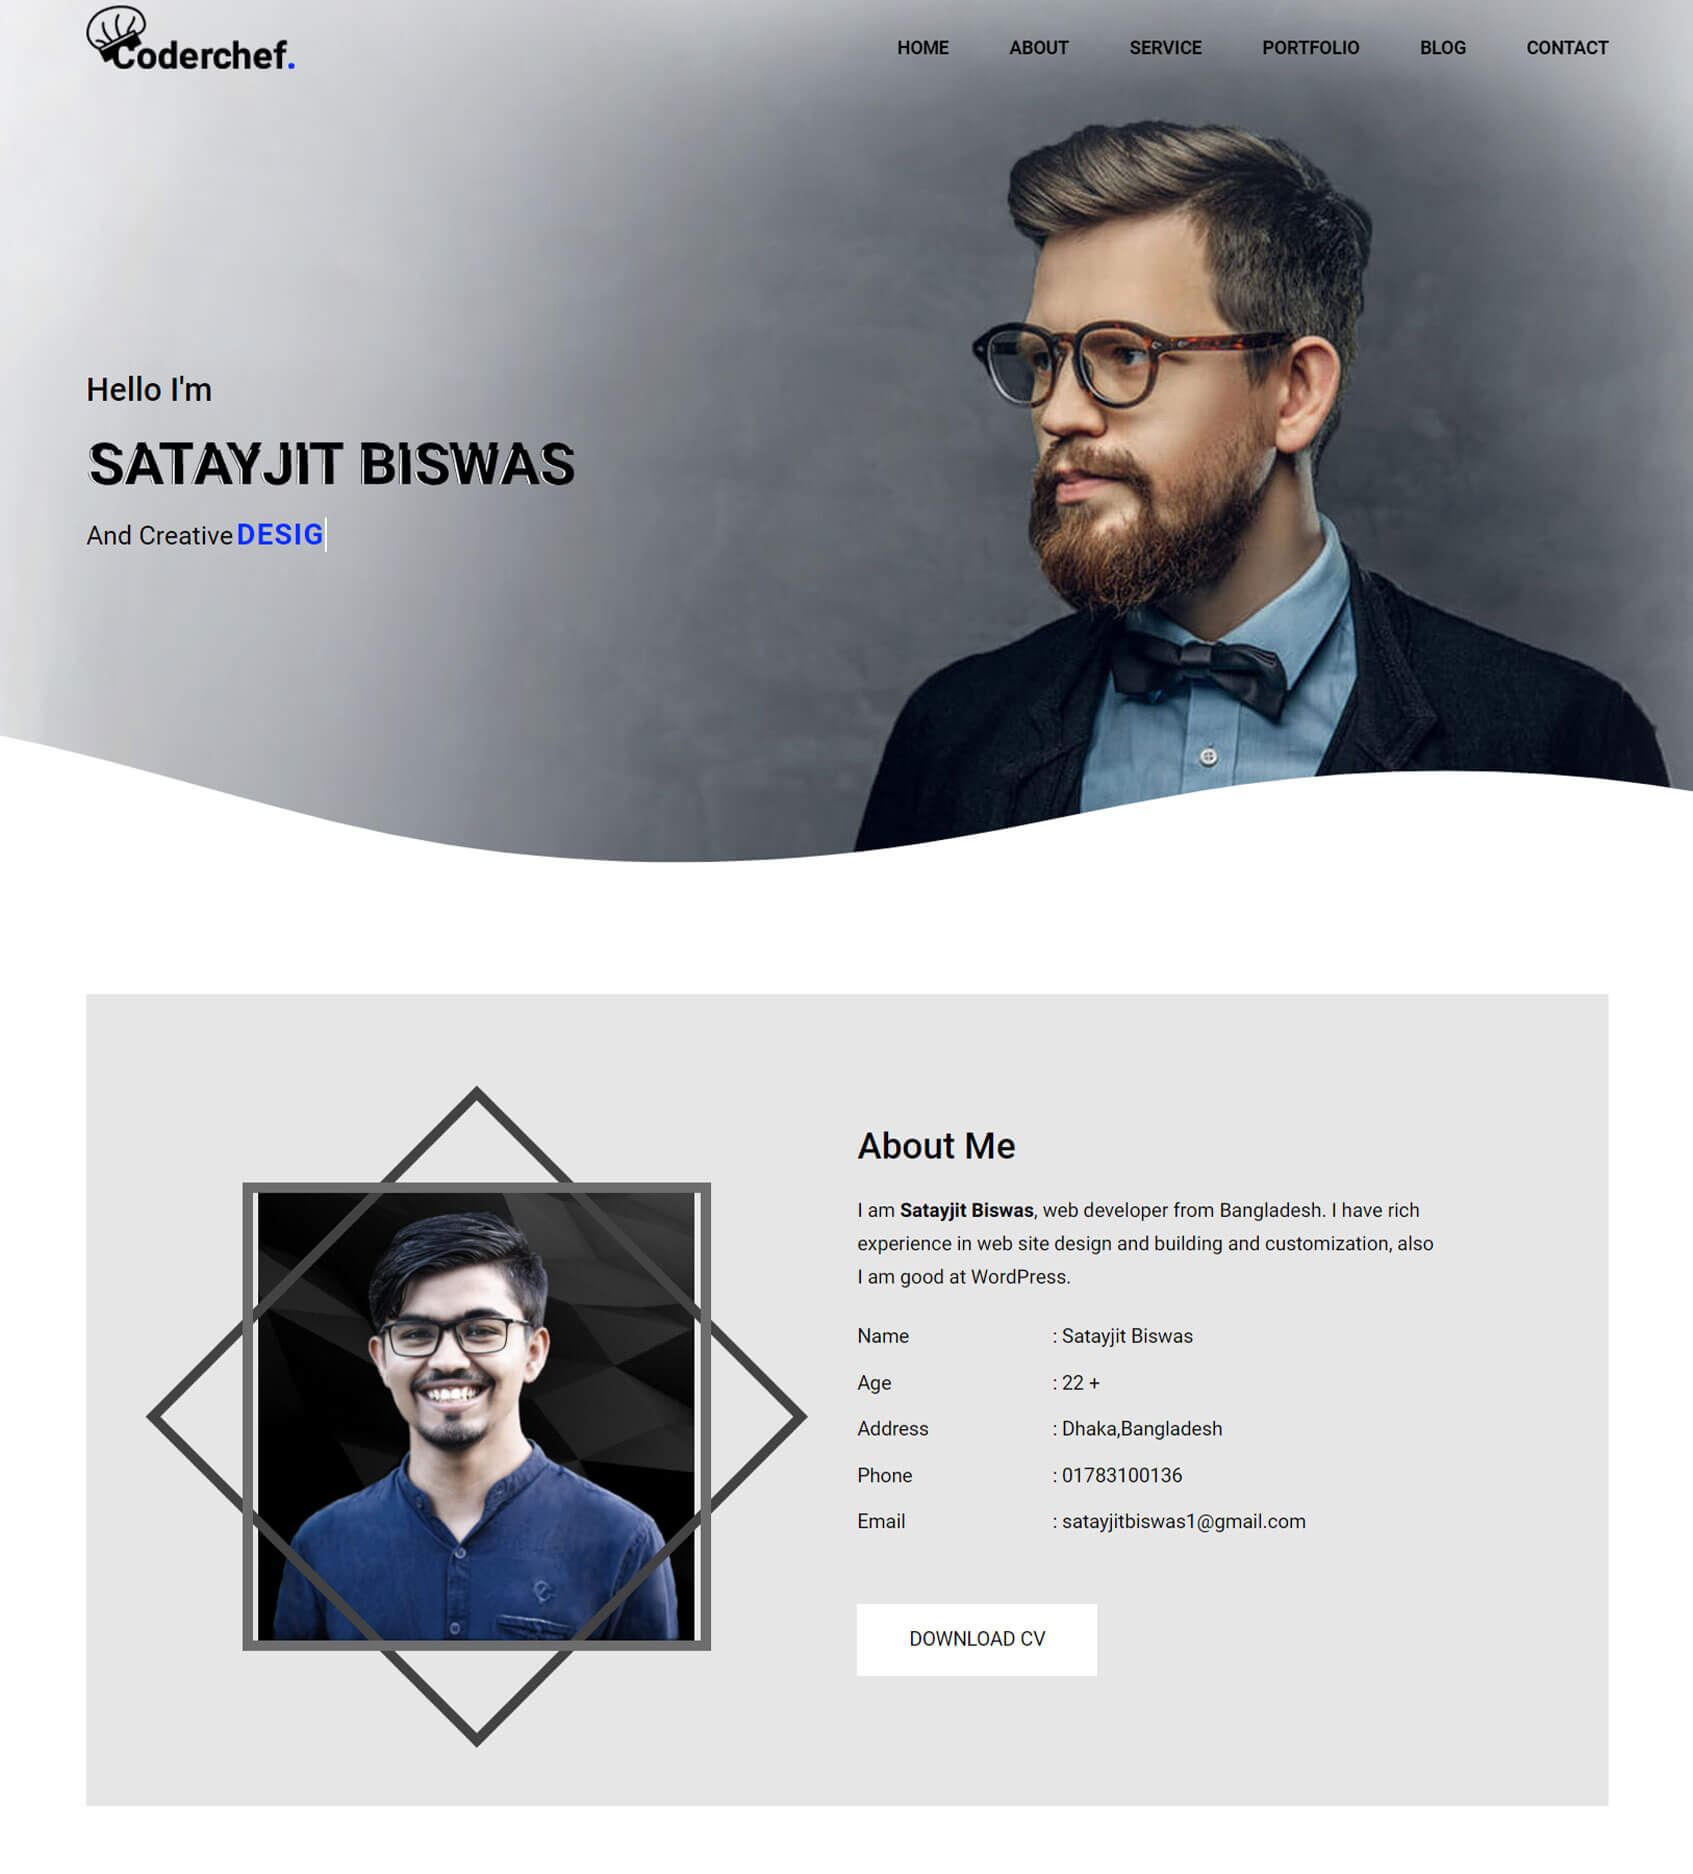 Coderchef.
HOME ABOUT SERVICE PORTFOLIO BLOG CONTACT
Hello I'm
SATAYJIT BISWAS
And Creative DESIG
About Me
I am Satayjit Biswas, web developer from Bangladesh. I have rich
experience in web site design and building and customization, also
I am good at WordPress.
Name : Satayjit Biswas
Age : 22 +
Address : Dhaka,Bangladesh
Phone : 01783100136
Email : satayjitbiswas1@gmail.com
DOWNLOAD CV